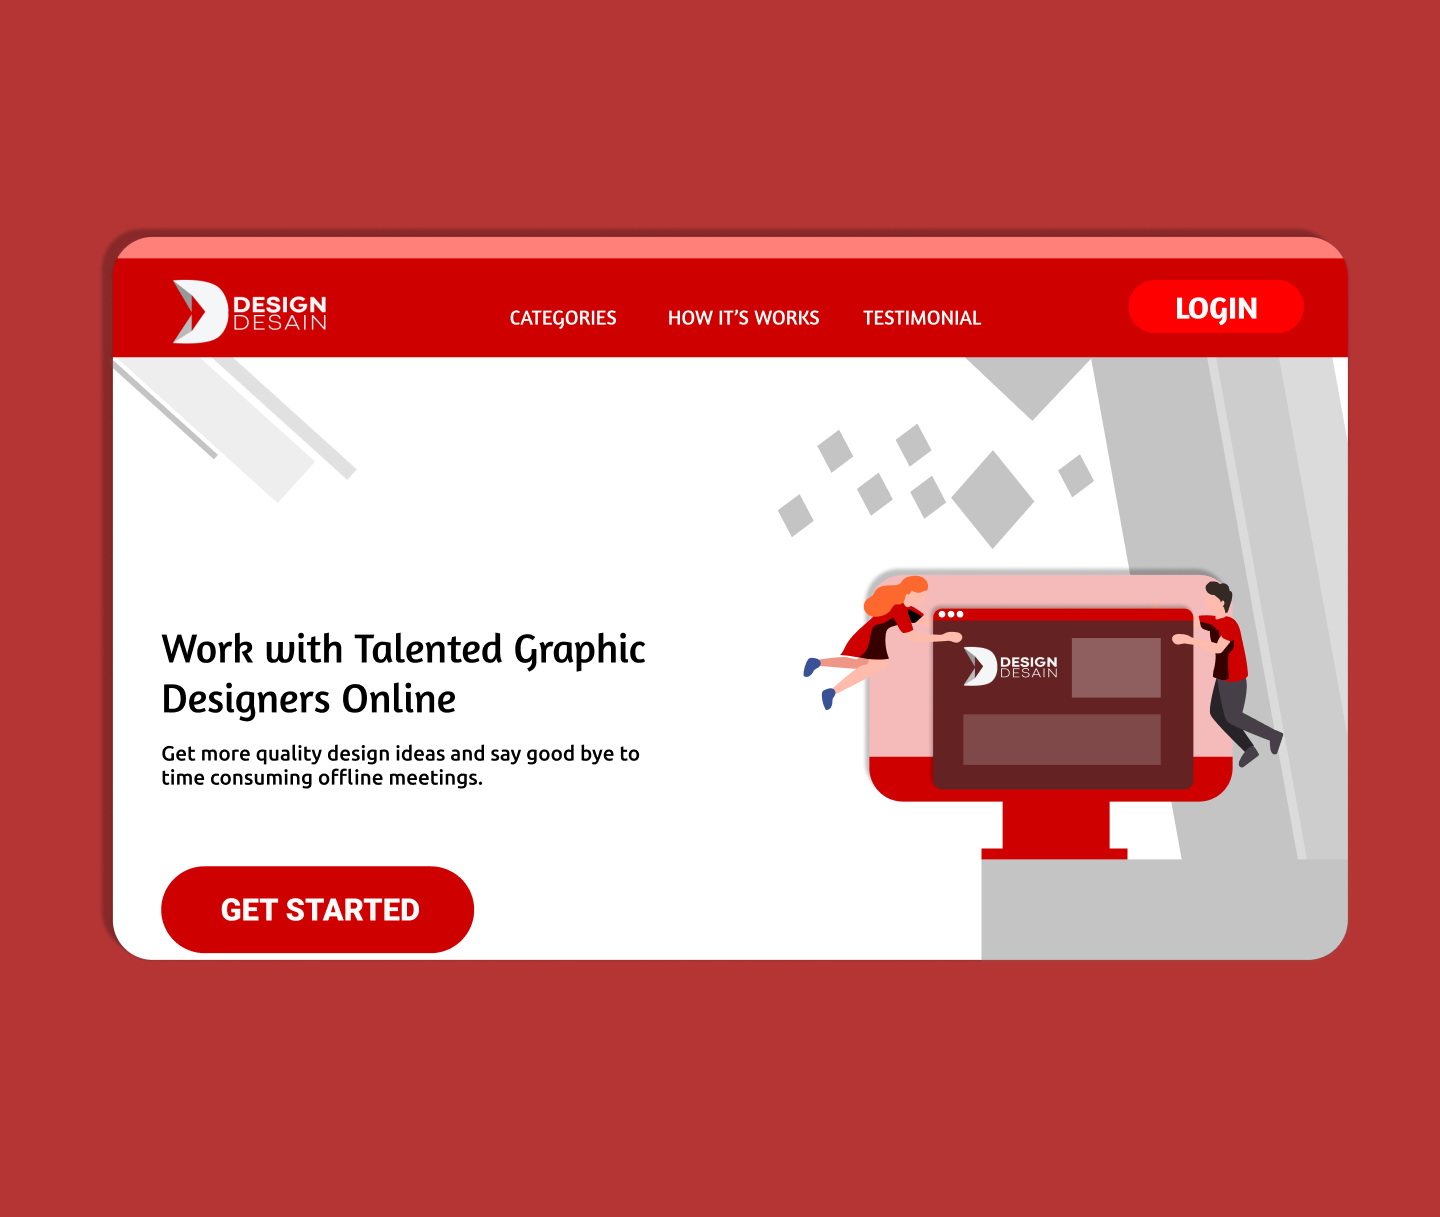 DESIGN
DESAIN
CATEGORIES
HOW IT'S WORKS
TESTIMONIAL
LOGIN
Work with Talented Graphic
Designers Online
Get more quality design ideas and say good bye to
time consuming offline meetings.
GET STARTED
DESIGN
DESAIN